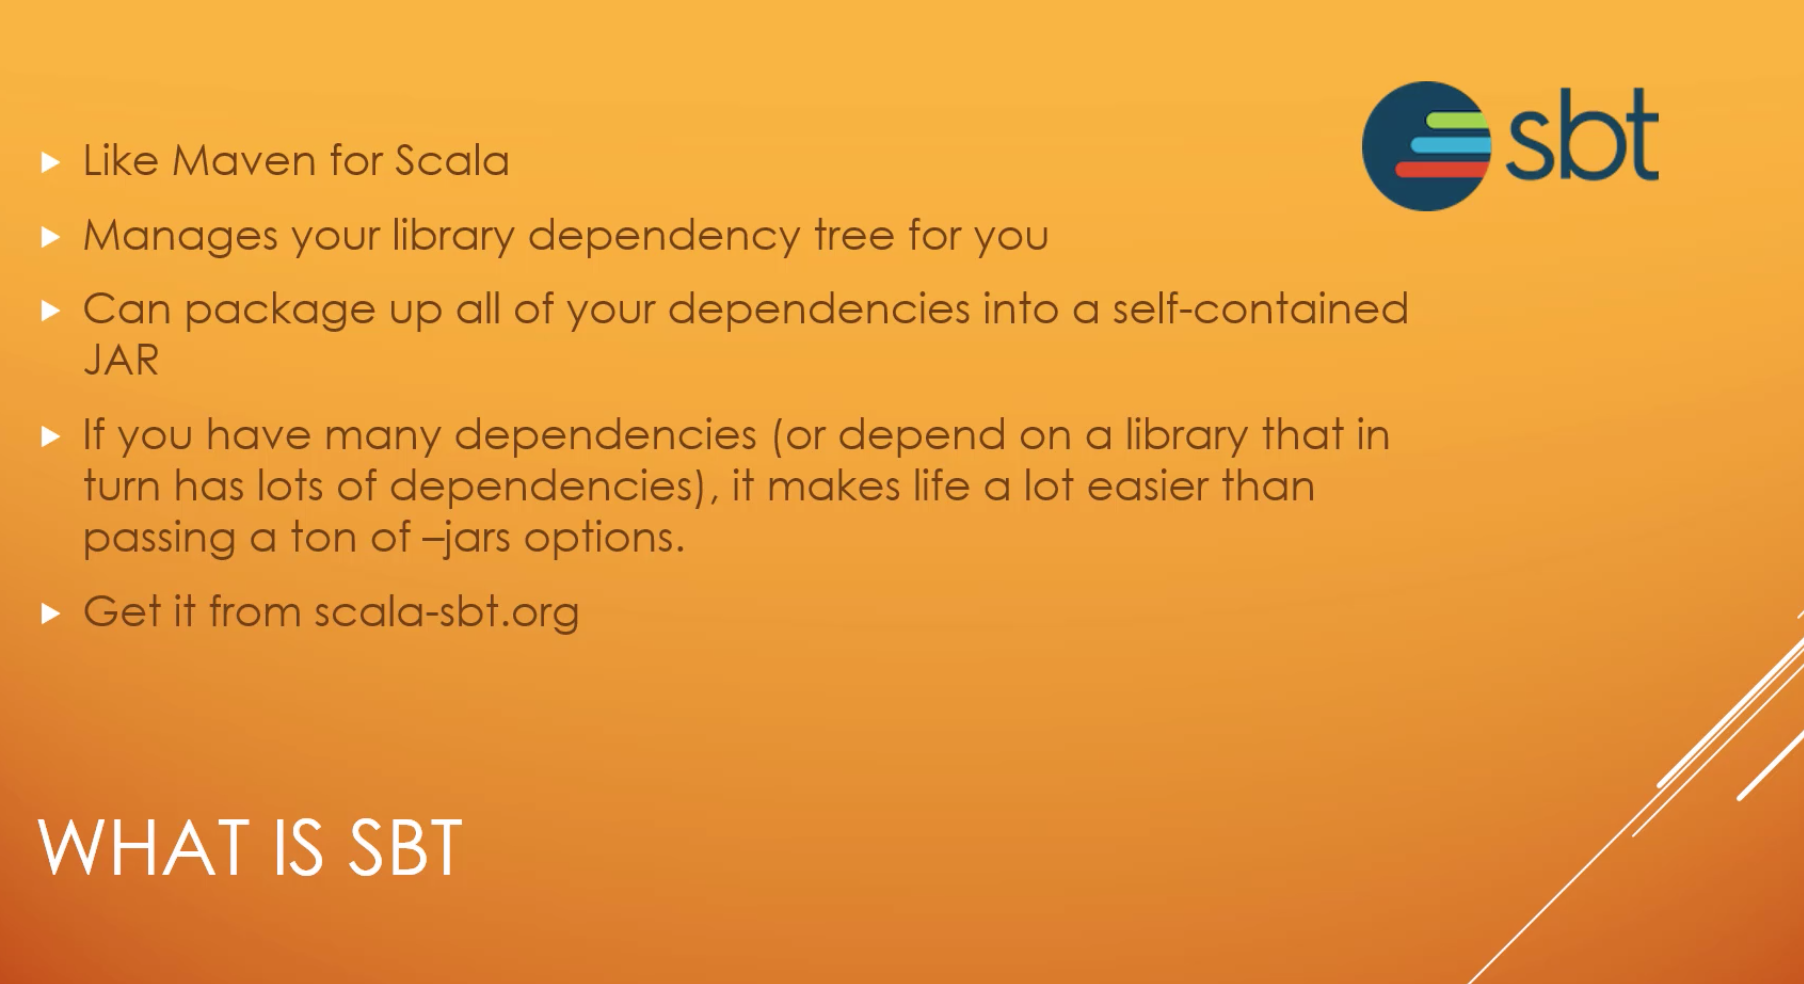 sbt
Like Maven for Scala
Manages your library dependency tree for you
Can package up all of your dependencies into a self-contained
JAR
If you have many dependencies (or depend on a library that in
turn has lots of dependencies), it makes life a lot easier than
passing a ton of –jars options.
Get it from scala-sbt.org
WHAT IS SBT